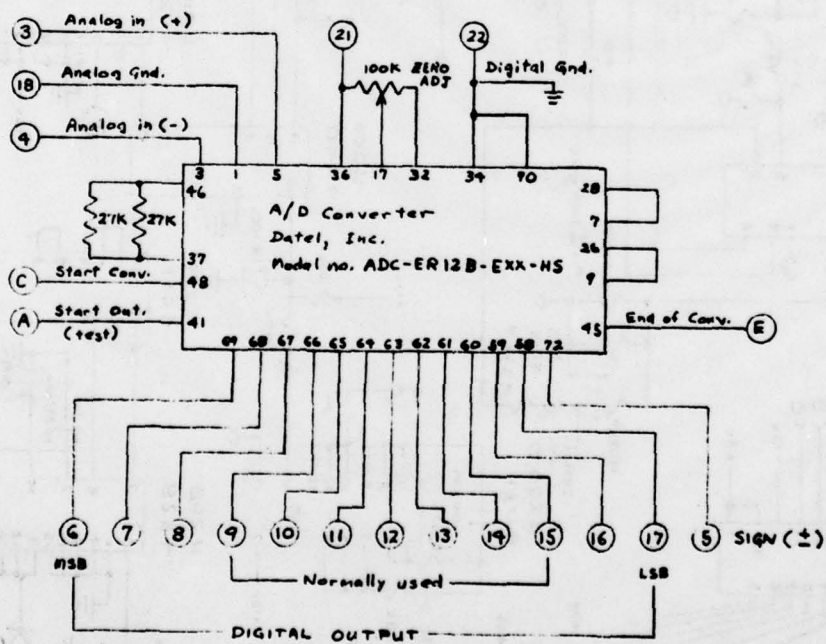 3 Analog in (+)
18 Analog Gnd.
4 Analog in (-)
21
100K ZERO ADJ
22
Digital Gnd.
3 1 5 36 17 32 34 70
46
27K 27K
37
C Start Conv. 48
A Start Out. 41
(test)
A/D Converter
Datel, Inc.
Model no. ADC-ER12B-EXX-HS
28
7
26
9
45 End of Conv. E
69 68 67 66 65 64 63 62 61 60 59 58 72
6 7 8 9 10 11 12 13 14 15 16 17 5 SIGN (±)
MSB LSB
Normally used
DIGITAL OUTPUT